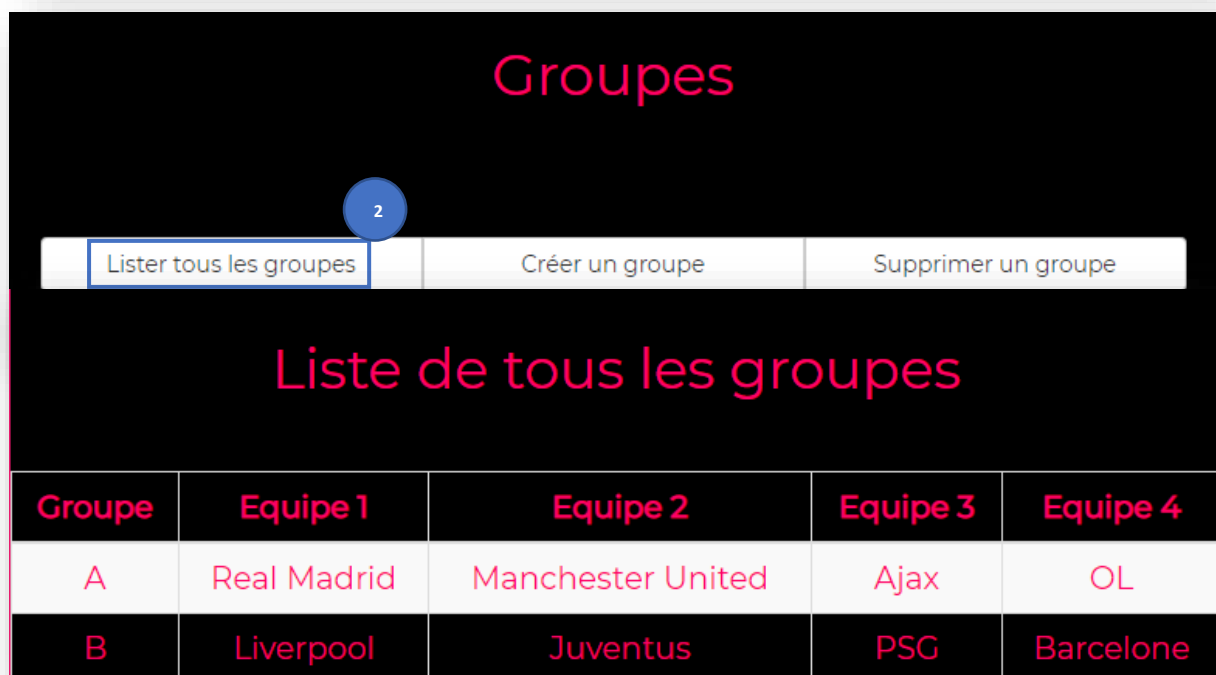 Groupes
2
Lister tous les groupes Créer un groupe Supprimer un groupe
Liste de tous les groupes
Groupe Equipe 1 Equipe 2 Equipe 3 Equipe 4
A Real Madrid Manchester United Ajax OL
B Liverpool Juventus PSG Barcelone